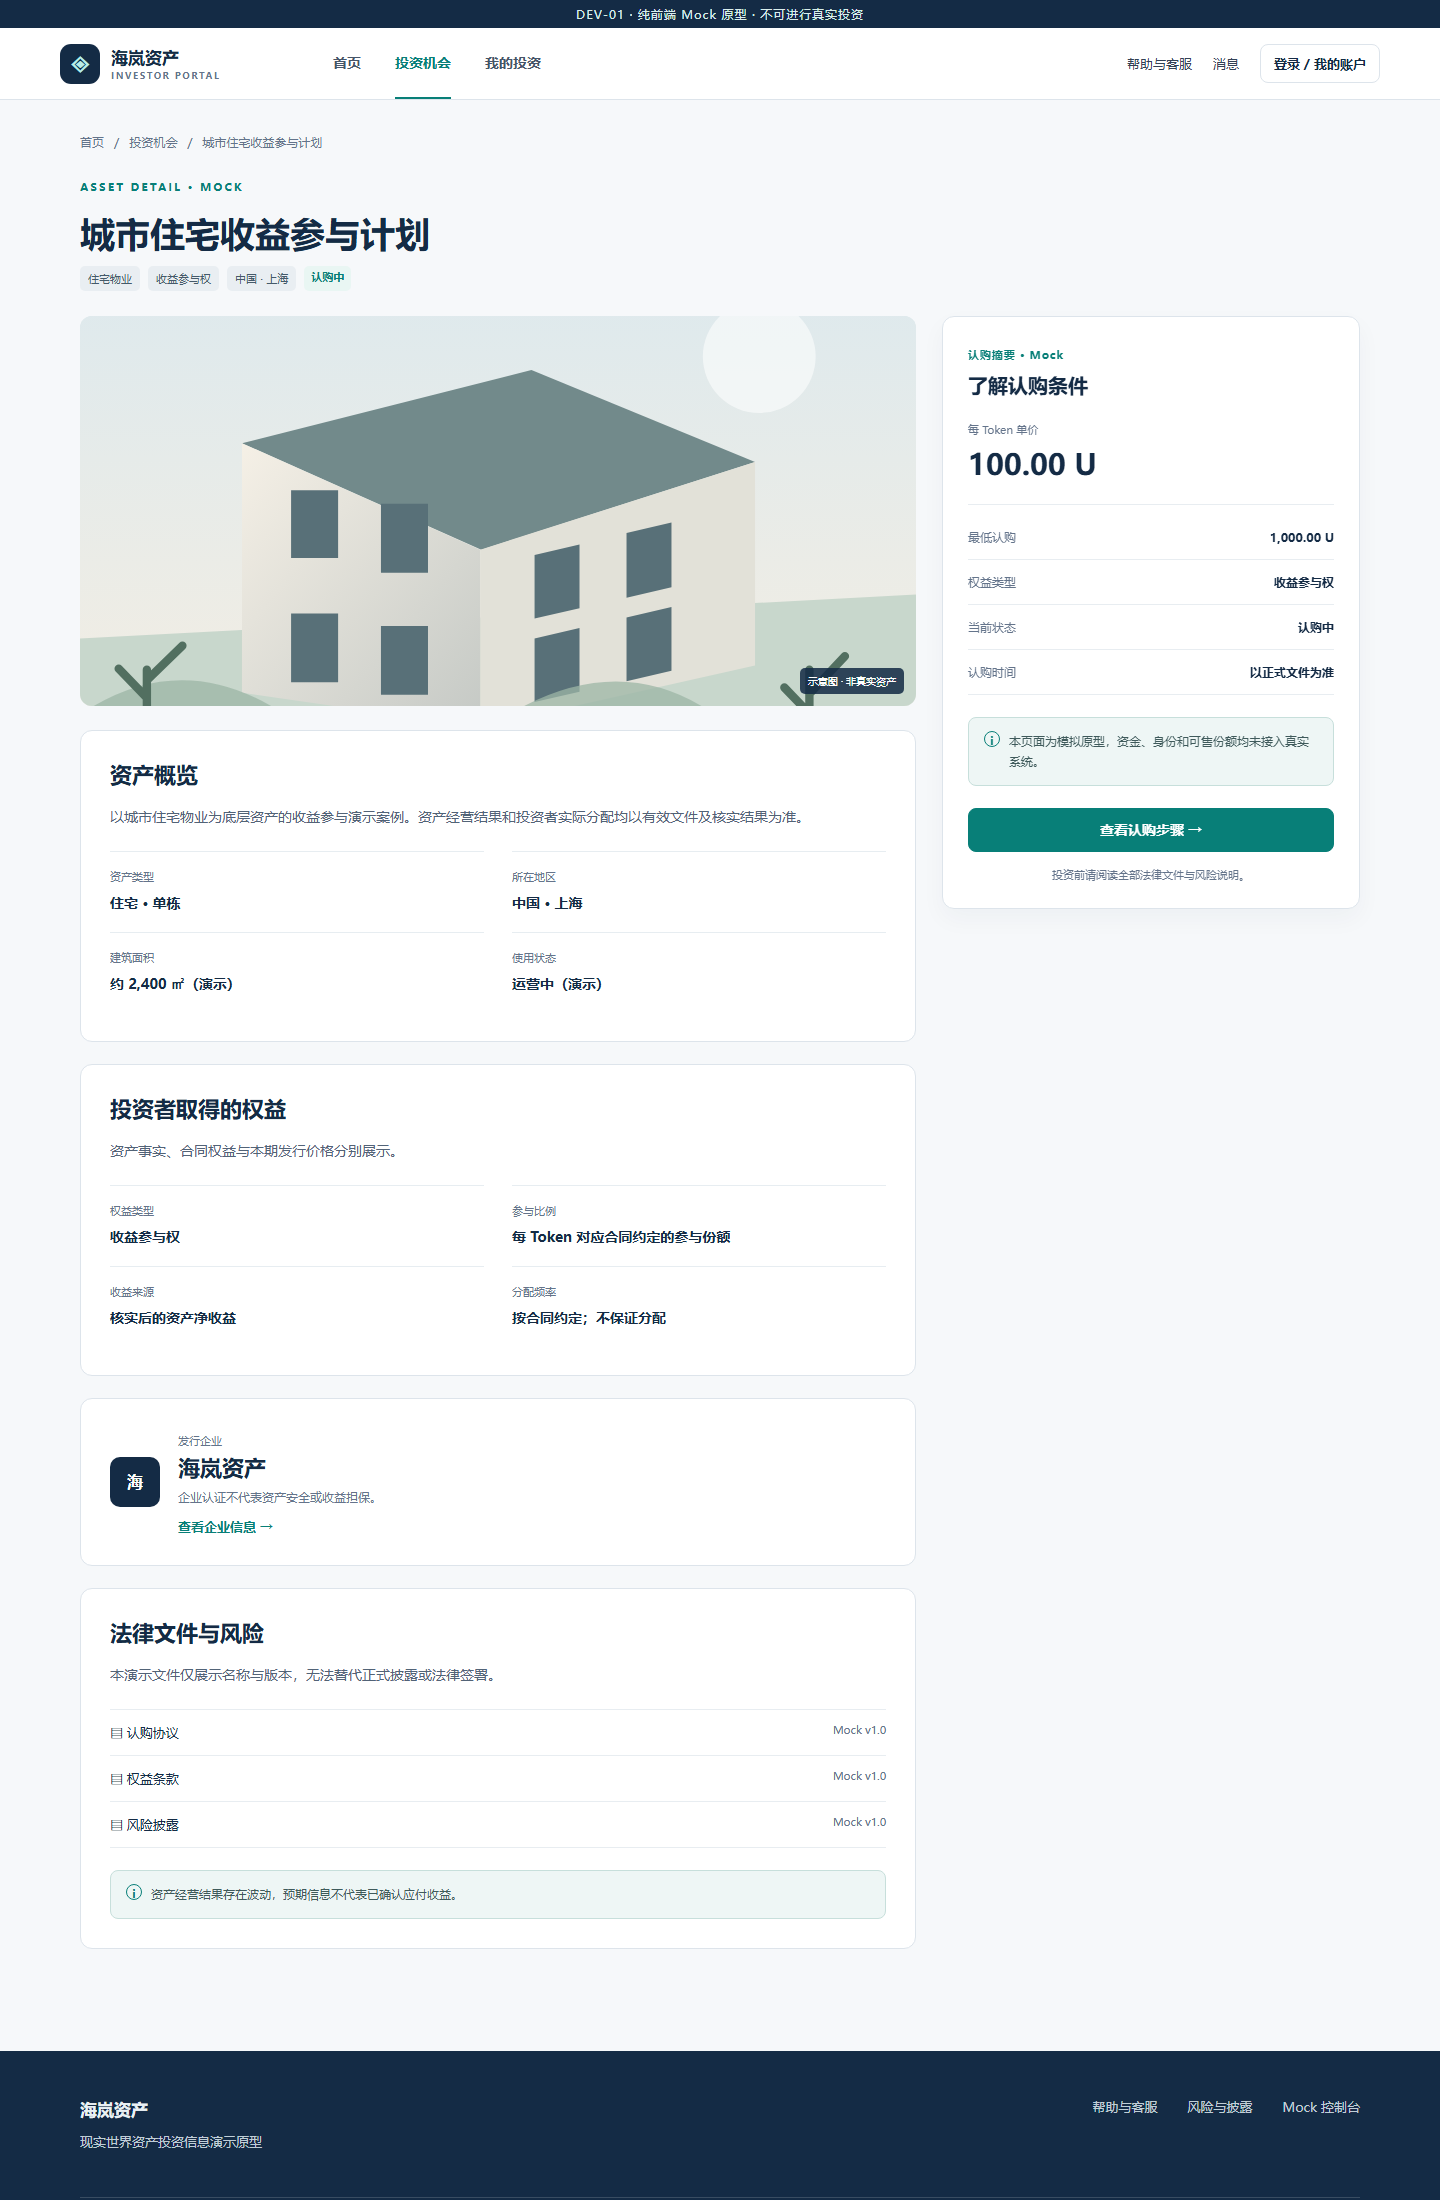 DEV-01 · 纯前端 Mock 原型 · 不可进行真实投资
海岚资产
INVESTOR PORTAL
首页
投资机会
我的投资
帮助与客服
消息
登录 / 我的账户
首页 / 投资机会 / 城市住宅收益参与计划
ASSET DETAIL • MOCK
城市住宅收益参与计划
住宅物业
收益参与权
中国 · 上海
认购中
示意图 · 非真实资产
认购摘要 • Mock
了解认购条件
每 Token 单价
100.00 U
最低认购 1,000.00 U
权益类型 收益参与权
当前状态 认购中
认购时间 以正式文件为准
本页面为模拟原型，资金、身份和可售份额均未接入真实
系统。
查看认购步骤 →
投资前请阅读全部法律文件与风险说明。
资产概览
以城市住宅物业为底层资产的收益参与演示案例。资产经营结果和投资者实际分配均以有效文件及核实结果为准。
资产类型
住宅 • 单栋
所在地区
中国 • 上海
建筑面积
约 2,400 ㎡（演示）
使用状态
运营中（演示）
投资者取得的权益
资产事实、合同权益与本期发行价格分别展示。
权益类型
收益参与权
参与比例
每 Token 对应合同约定的参与份额
收益来源
核实后的资产净收益
分配频率
按合同约定；不保证分配
海
发行企业
海岚资产
企业认证不代表资产安全或收益担保。
查看企业信息 →
法律文件与风险
本演示文件仅展示名称与版本，无法替代正式披露或法律签署。
▤ 认购协议 Mock v1.0
▤ 权益条款 Mock v1.0
▤ 风险披露 Mock v1.0
资产经营结果存在波动，预期信息不代表已确认应付收益。
海岚资产
现实世界资产投资信息演示原型
帮助与客服
风险与披露
Mock 控制台